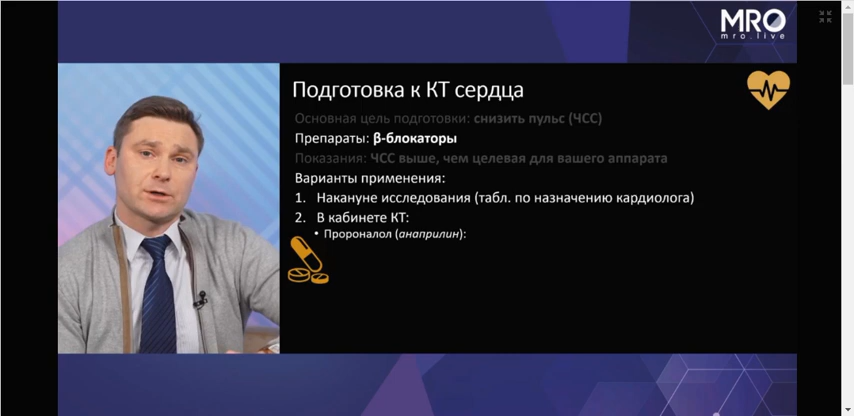 MRO
mro.live
Подготовка к КТ сердца
Основная цель подготовки: снизить пульс (ЧСС)
Препараты: β-блокаторы
Показания: ЧСС выше, чем целевая для вашего аппарата
Варианты применения:
1. Накануне исследования (табл. по назначению кардиолога)
2. В кабинете КТ:
• Пророналол (анаприлин):